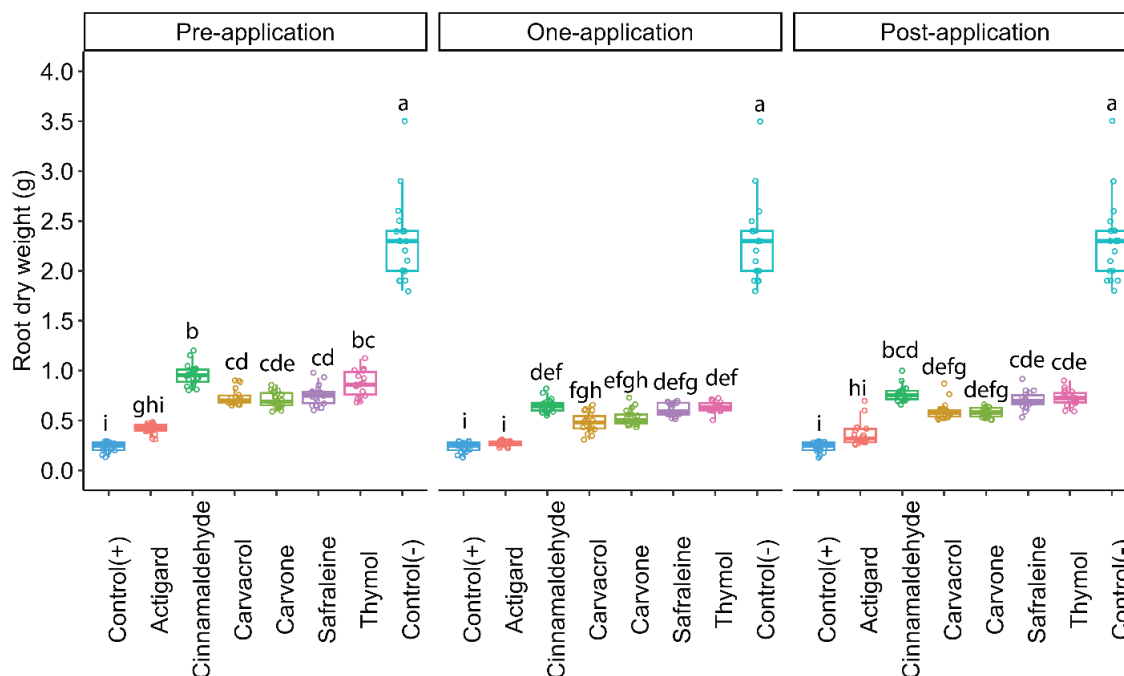 Pre-application
One-application
Post-application
Root dry weight (g)
4.0
3.5
3.0
2.5
2.0
1.5
1.0
0.5
0.0
i
ghi
b
cd
cde
cd
bc
a
i
i
def
fgh
efgh
defg
def
a
i
hi
bcd
defg
defg
cde
cde
a
Control(+)
Actigard
Cinnamaldehyde
Carvacrol
Carvone
Safraleine
Thymol
Control(-)
Control(+)
Actigard
Cinnamaldehyde
Carvacrol
Carvone
Safraleine
Thymol
Control(-)
Control(+)
Actigard
Cinnamaldehyde
Carvacrol
Carvone
Safraleine
Thymol
Control(-)